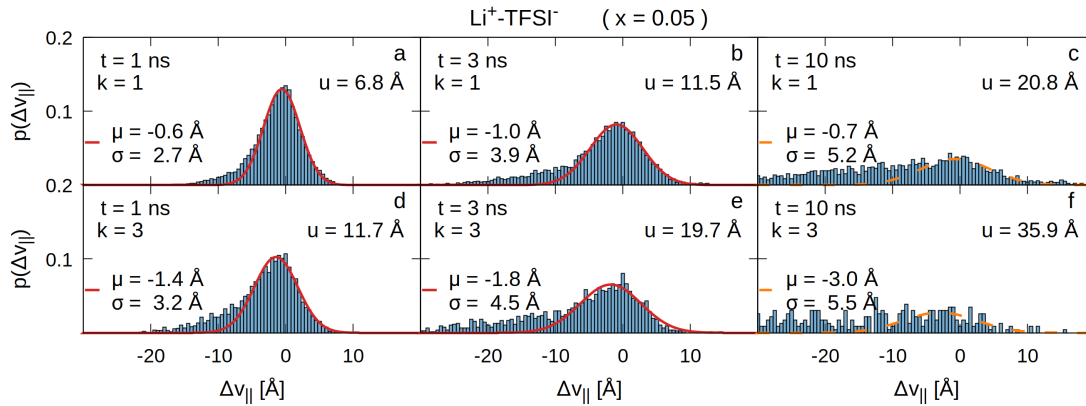 Li⁺-TFSI⁻ ( x = 0.05)
p(Δv||)
0.2
0.1
a
t = 1 ns
k = 1
u = 6.8 Å
μ = -0.6 Å
σ = 2.7 Å
b
t = 3 ns
k = 1
u = 11.5 Å
μ = -1.0 Å
σ = 3.9 Å
c
t = 10 ns
k = 1
u = 20.8 Å
μ = -0.7 Å
σ = 5.2 Å
p(Δv||)
0.2
0.1
d
t = 1 ns
k = 3
u = 11.7 Å
μ = -1.4 Å
σ = 3.2 Å
e
t = 3 ns
k = 3
u = 19.7 Å
μ = -1.8 Å
σ = 4.5 Å
f
t = 10 ns
k = 3
u = 35.9 Å
μ = -3.0 Å
σ = 5.5 Å
-20 -10 0 10
-20 -10 0 10
-20 -10 0 10
Δv|| [Å]
Δv|| [Å]
Δv|| [Å]